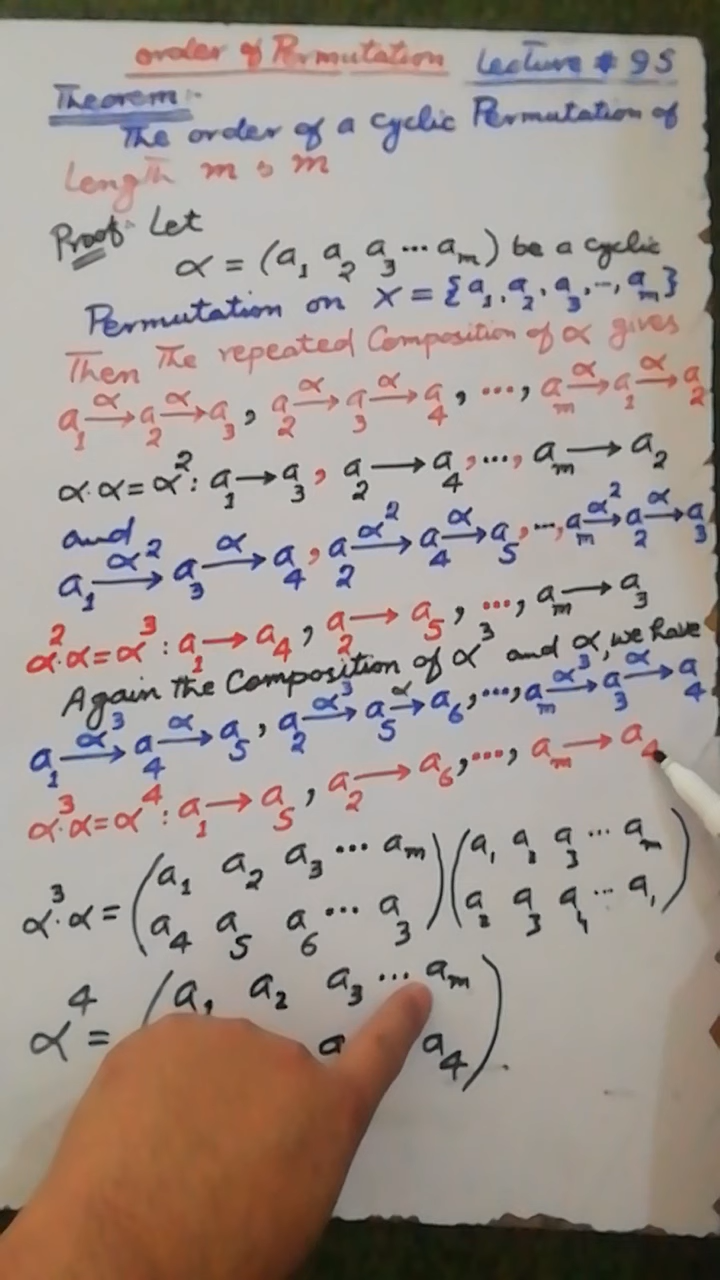 order of Permutation Lecture # 95
Theorem:-
The order of a cyclic Permutation of
Length m is m
Proof:- Let
α = (a₁ a₂ a₃ ... aₘ) be a cyclic
Permutation on X = {a₁, a₂, a₃, ..., aₘ}
Then The repeated Composition of α gives
a₁ —α→ a₂ —α→ a₃, a₂ —α→ a₃ —α→ a₄, ..., aₘ —α→ a₁ —α→ a₂
α·α = α²: a₁ → a₃, a₂ → a₄, ..., aₘ → a₂
and
a₁ —α²→ a₃ —α→ a₄, a₂ —α²→ a₄ —α→ a₅, ..., aₘ —α²→ a₂ —α→ a₃
α²·α = α³: a₁ → a₄, a₂ → a₅, ..., aₘ → a₃
Again the Composition of α³ and α, we have
a₁ —α³→ a₄ —α→ a₅, a₂ —α³→ a₅ —α→ a₆, ..., aₘ —α³→ a₃ —α→ a₄
α³·α = α⁴: a₁ → a₅, a₂ → a₆, ..., aₘ → a₄
α³·α = (a₁ a₂ a₃ ... aₘ) (a₁ a₂ a₃ ... aₘ)
(a₄ a₅ a₆ ... a₃) (a₂ a₃ a₄ ... a₁)
α⁴ = (a₁ a₂ a₃ ... aₘ)
a a₄).